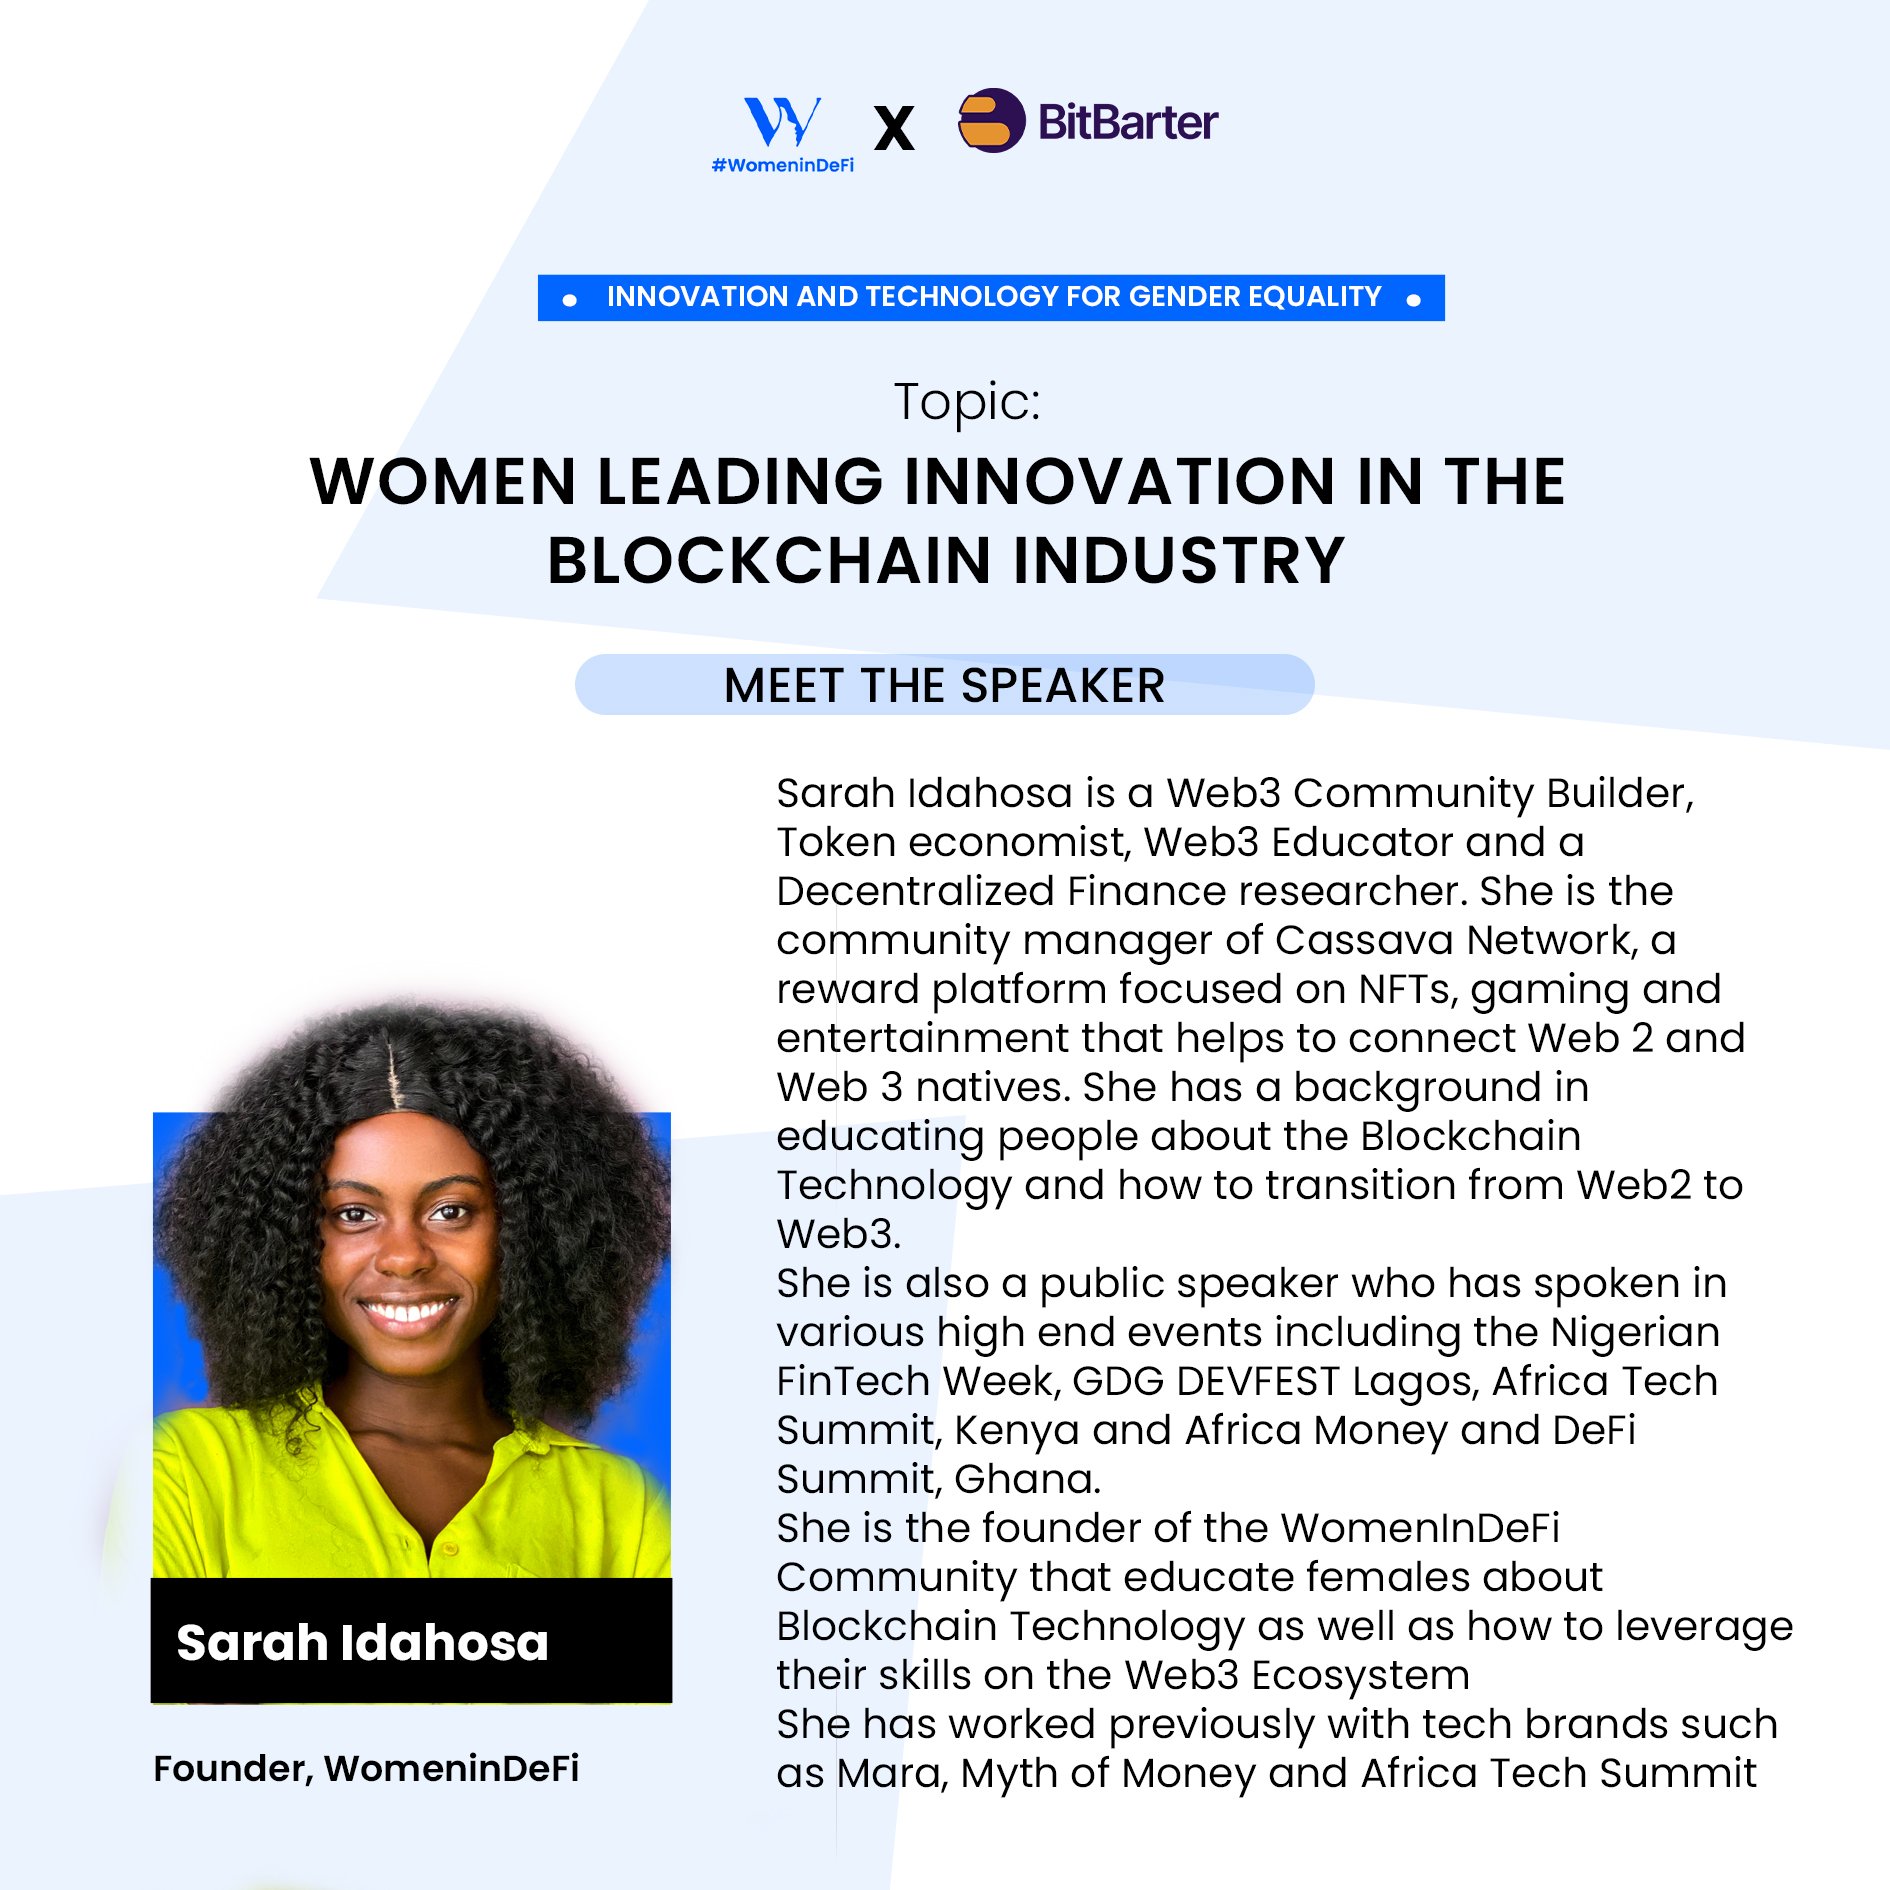 #WomeninDeFi
X
BitBarter
• INNOVATION AND TECHNOLOGY FOR GENDER EQUALITY •
Topic:
WOMEN LEADING INNOVATION IN THE
BLOCKCHAIN INDUSTRY
MEET THE SPEAKER
Sarah Idahosa is a Web3 Community Builder,
Token economist, Web3 Educator and a
Decentralized Finance researcher. She is the
community manager of Cassava Network, a
reward platform focused on NFTs, gaming and
entertainment that helps to connect Web 2 and
Web 3 natives. She has a background in
educating people about the Blockchain
Technology and how to transition from Web2 to
Web3.
She is also a public speaker who has spoken in
various high end events including the Nigerian
FinTech Week, GDG DEVFEST Lagos, Africa Tech
Summit, Kenya and Africa Money and DeFi
Summit, Ghana.
She is the founder of the WomenInDeFi
Community that educate females about
Blockchain Technology as well as how to leverage
their skills on the Web3 Ecosystem
She has worked previously with tech brands such
as Mara, Myth of Money and Africa Tech Summit
Sarah Idahosa
Founder, WomeninDeFi